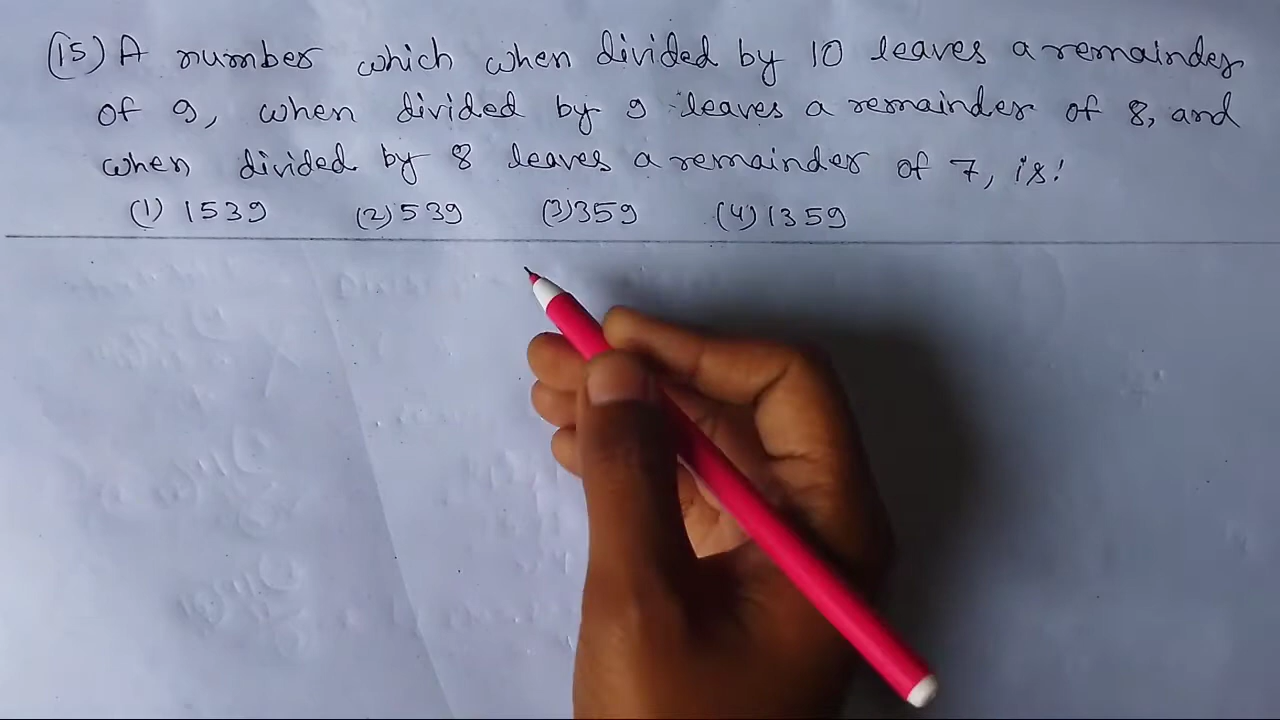 (15) A number which when divided by 10 leaves a remainder
of 9, when divided by 9 leaves a remainder of 8, and
when divided by 8 leaves a remainder of 7, is:
(1) 1539 (2) 539 (3) 359 (4) 1359